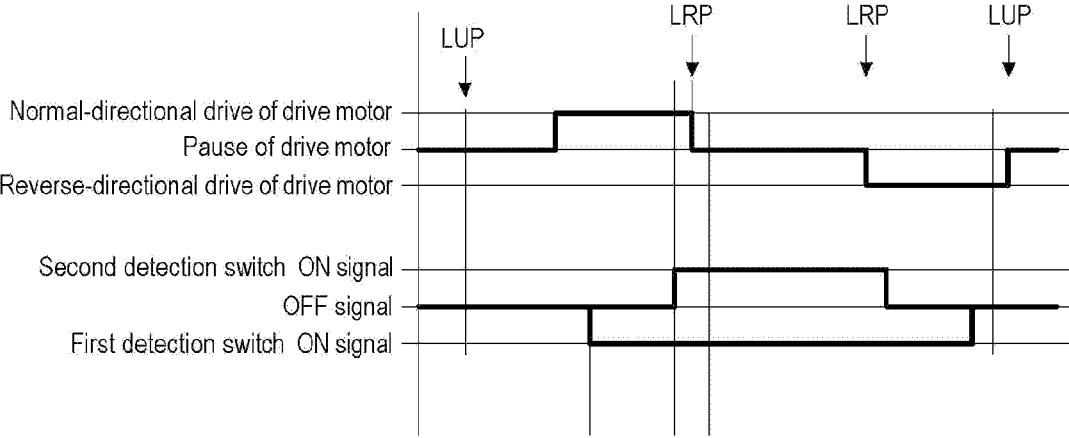 LUP
LRP
LRP
LUP
Normal-directional drive of drive motor
Pause of drive motor
Reverse-directional drive of drive motor
Second detection switch ON signal
OFF signal
First detection switch ON signal